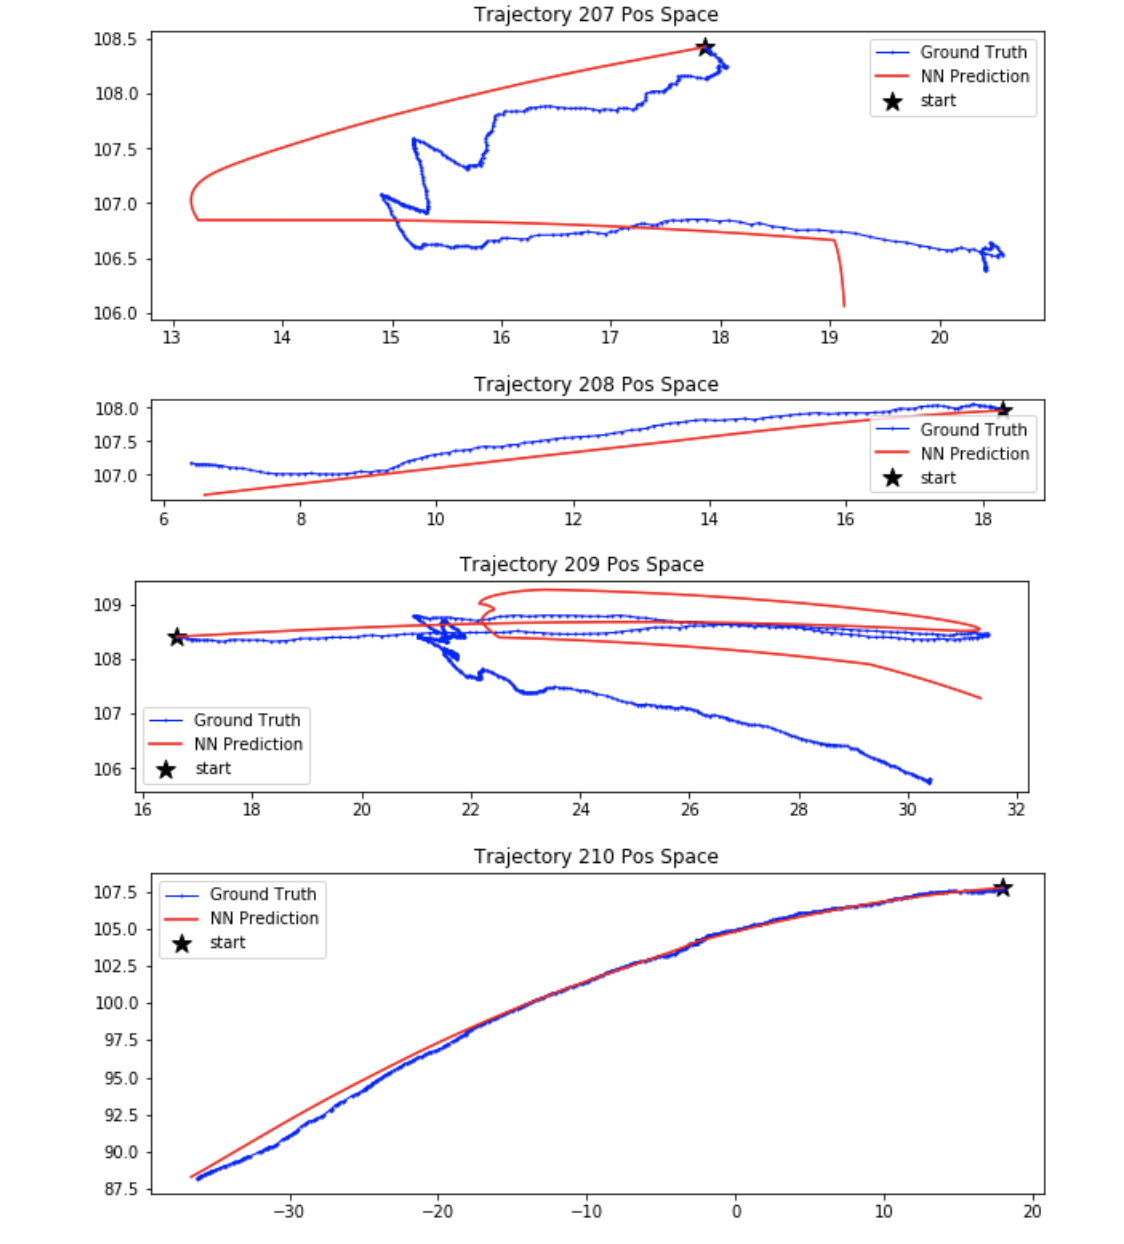 Trajectory 207 Pos Space
108.5
108.0
107.5
107.0
106.5
106.0
Ground Truth
NN Prediction
start
13 14 15 16 17 18 19 20
Trajectory 208 Pos Space
108.0
107.5
107.0
Ground Truth
NN Prediction
start
6 8 10 12 14 16 18
Trajectory 209 Pos Space
109
108
107
106
Ground Truth
NN Prediction
start
16 18 20 22 24 26 28 30 32
Trajectory 210 Pos Space
107.5
105.0
102.5
100.0
97.5
95.0
92.5
90.0
87.5
Ground Truth
NN Prediction
start
−30 −20 −10 0 10 20